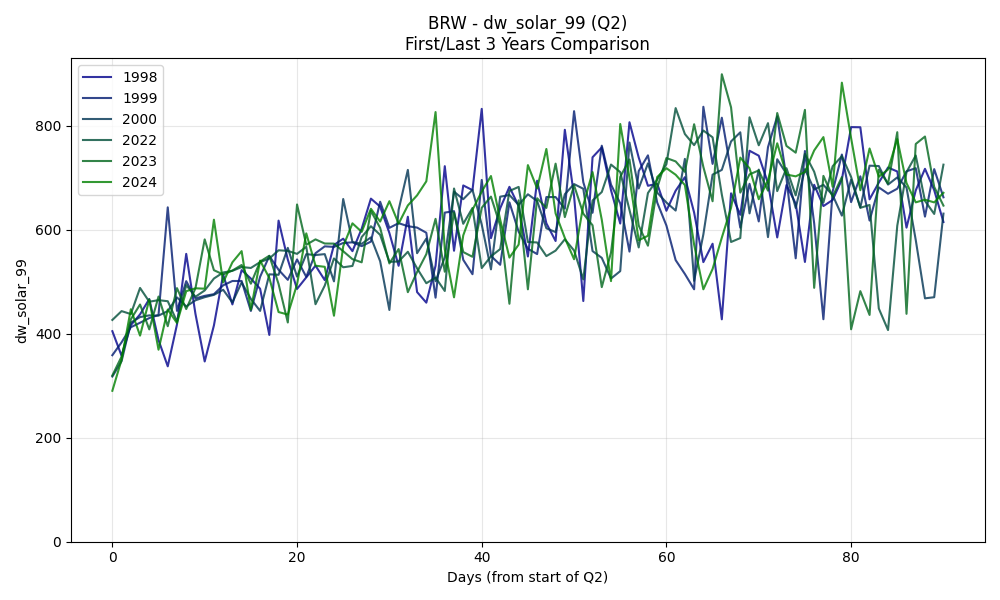 BRW - dw_solar_99 (Q2)
First/Last 3 Years Comparison
1998
1999
2000
2022
2023
2024
dw_solar_99
800
600
400
200
0
0 20 40 60 80
Days (from start of Q2)